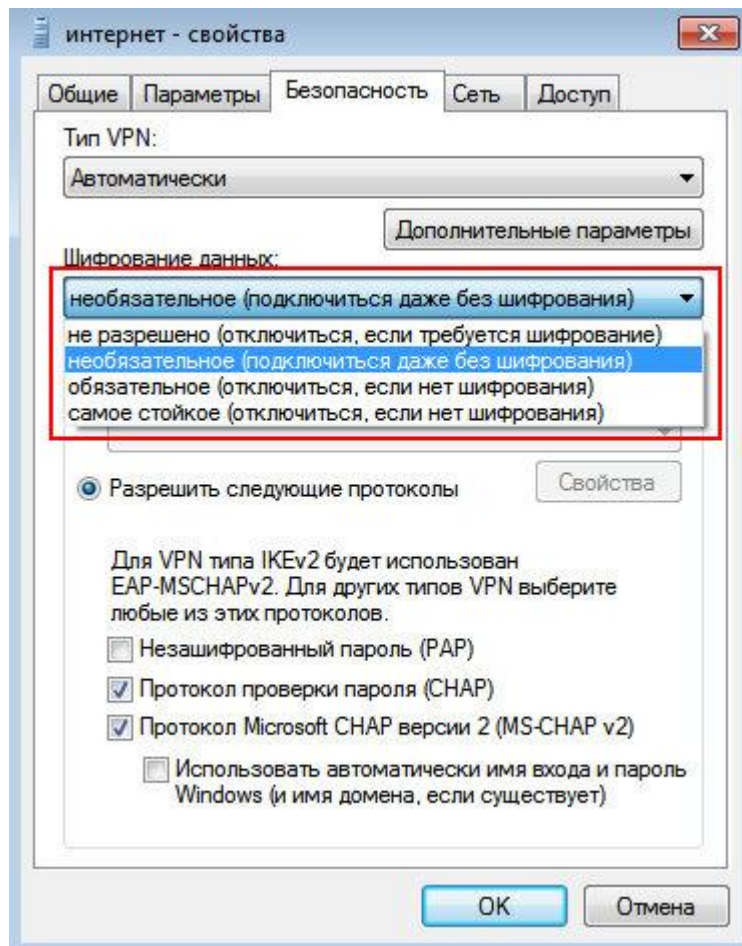 интернет - свойства
Общие Параметры Безопасность Сеть Доступ
Тип VPN:
Автоматически
Дополнительные параметры
Шифрование данных:
необязательное (подключиться даже без шифрования)
не разрешено (отключиться, если требуется шифрование)
необязательное (подключиться даже без шифрования)
обязательное (отключиться, если нет шифрования)
самое стойкое (отключиться, если нет шифрования)
Разрешить следующие протоколы
Свойства
Для VPN типа IKEv2 будет использован
EAP-MSCHAPv2. Для других типов VPN выберите
любые из этих протоколов.
Незашифрованный пароль (PAP)
Протокол проверки пароля (CHAP)
Протокол Microsoft CHAP версии 2 (MS-CHAP v2)
Использовать автоматически имя входа и пароль
Windows (и имя домена, если существует)
OK Отмена